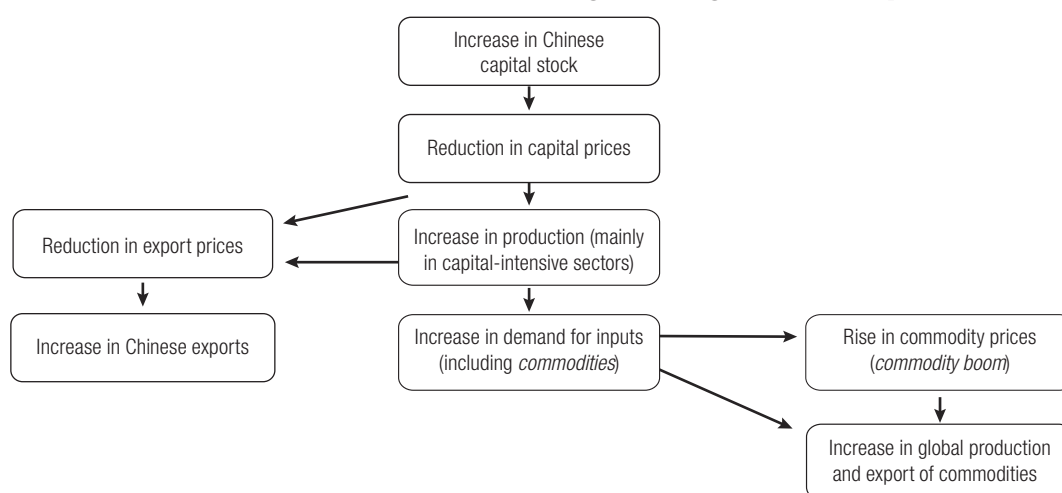 Increase in Chinese
capital stock
Reduction in capital prices
Reduction in export prices
Increase in production (mainly
in capital-intensive sectors)
Increase in Chinese exports
Increase in demand for inputs
(including commodities)
Rise in commodity prices
(commodity boom)
Increase in global production
and export of commodities